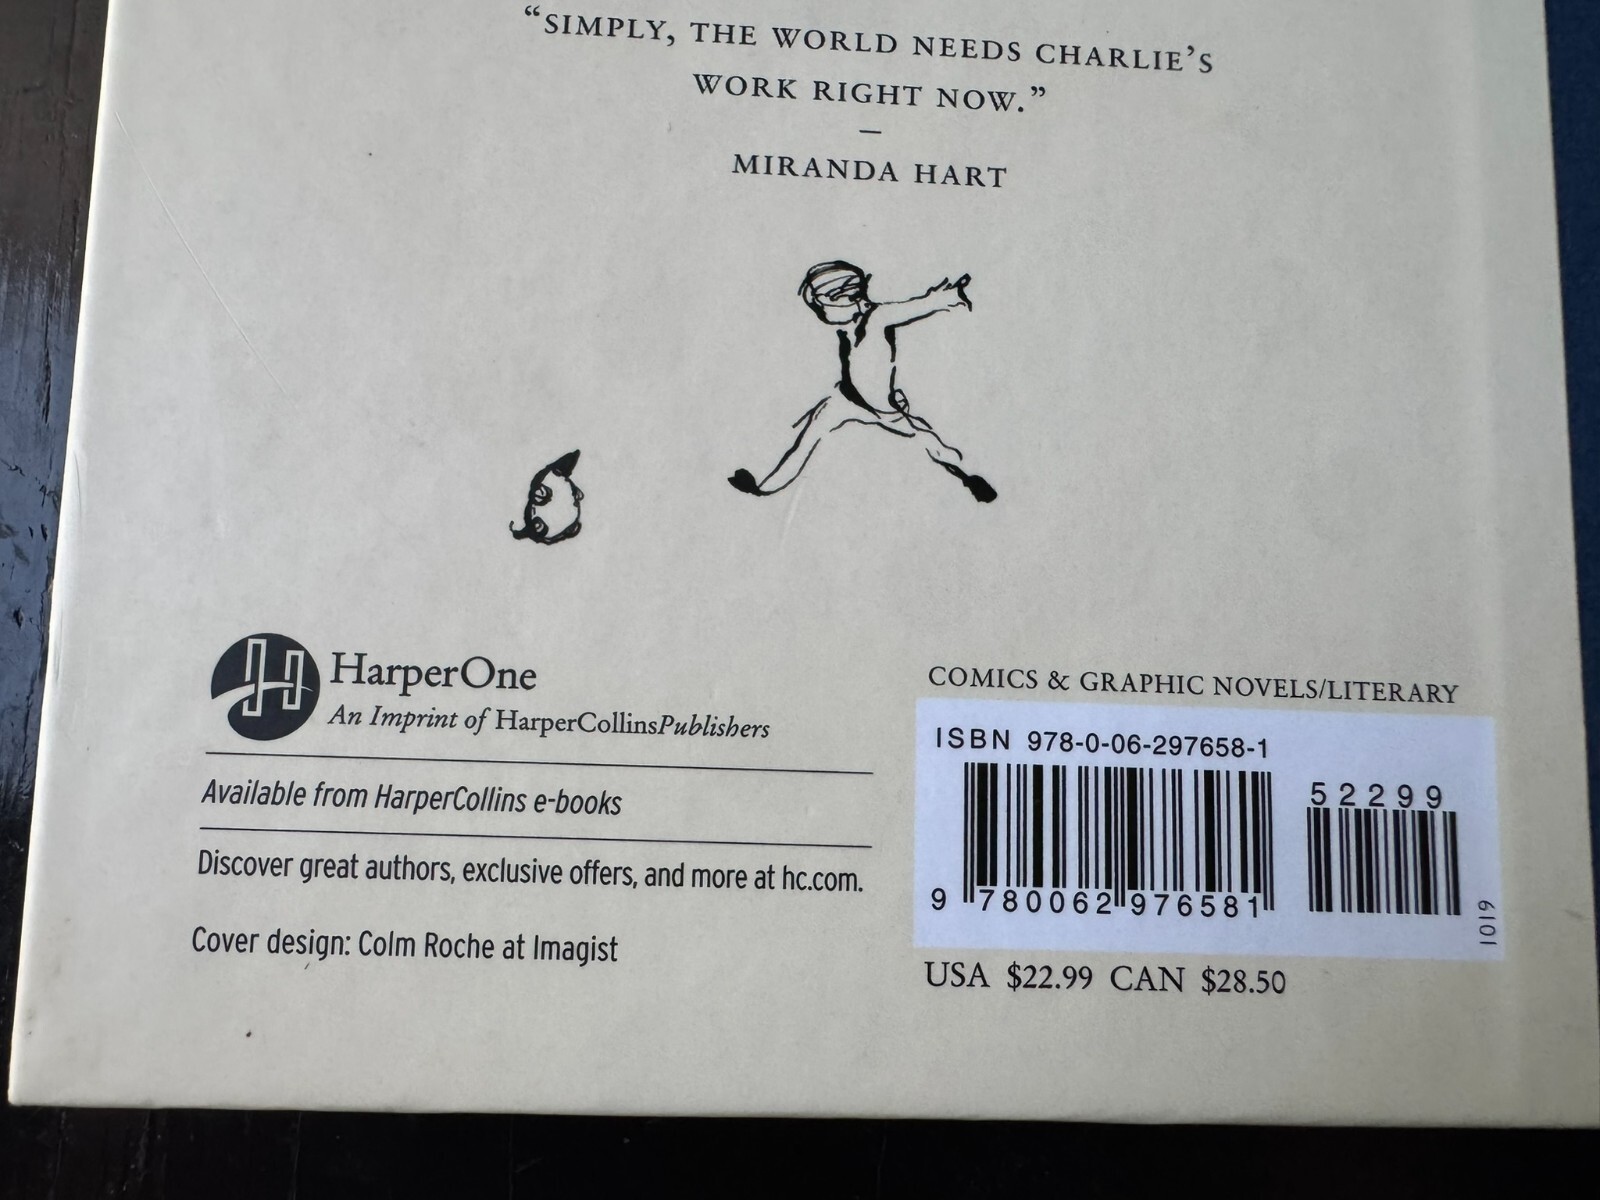 “SIMPLY, THE WORLD NEEDS CHARLIE’S
WORK RIGHT NOW.”
—
MIRANDA HART
HarperOne
An Imprint of HarperCollinsPublishers
Available from HarperCollins e-books
Discover great authors, exclusive offers, and more at hc.com.
Cover design: Colm Roche at Imagist
COMICS & GRAPHIC NOVELS/LITERARY
ISBN 978-0-06-297658-1
52299
9 780062 976581
1019
USA $22.99 CAN $28.50